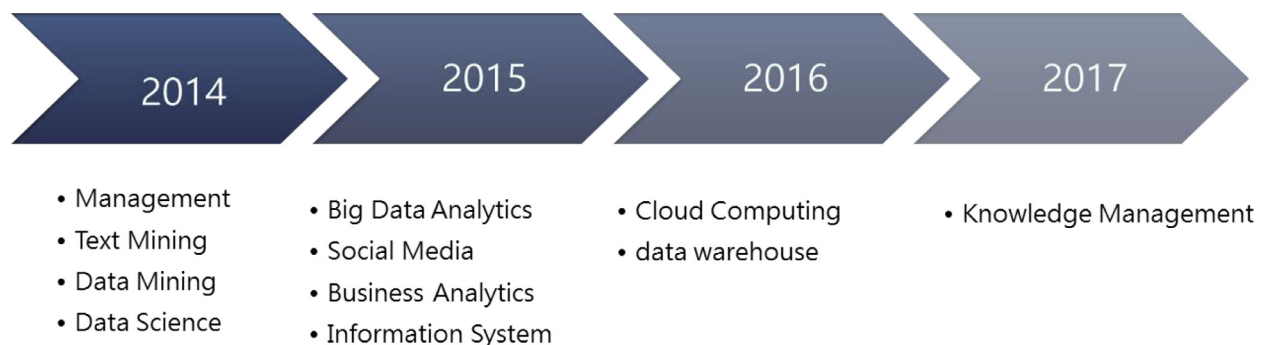 2014
2015
2016
2017
• Management
• Text Mining
• Data Mining
• Data Science
• Big Data Analytics
• Social Media
• Business Analytics
• Information System
• Cloud Computing
• data warehouse
• Knowledge Management